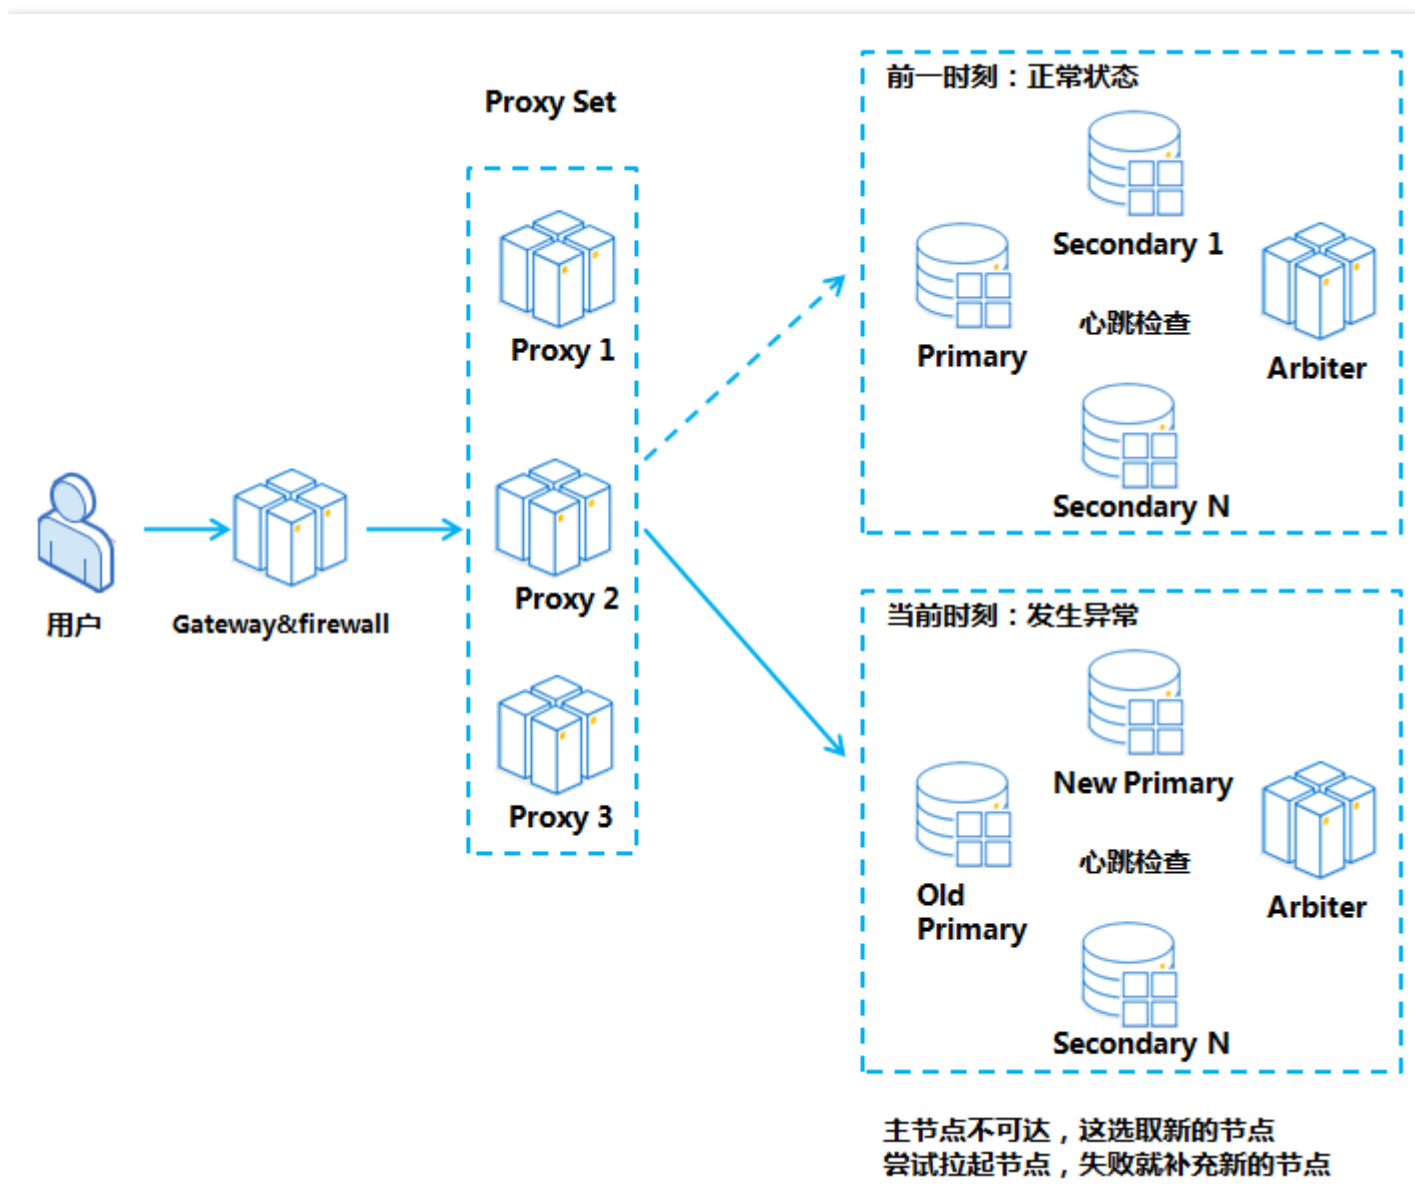 Proxy Set
Proxy 1
Proxy 2
Proxy 3
用户
Gateway&firewall
前一时刻：正常状态
Secondary 1
Primary
心跳检查
Arbiter
Secondary N
当前时刻：发生异常
New Primary
Old
Primary
心跳检查
Arbiter
Secondary N
主节点不可达，这选取新的节点
尝试拉起节点，失败就补充新的节点